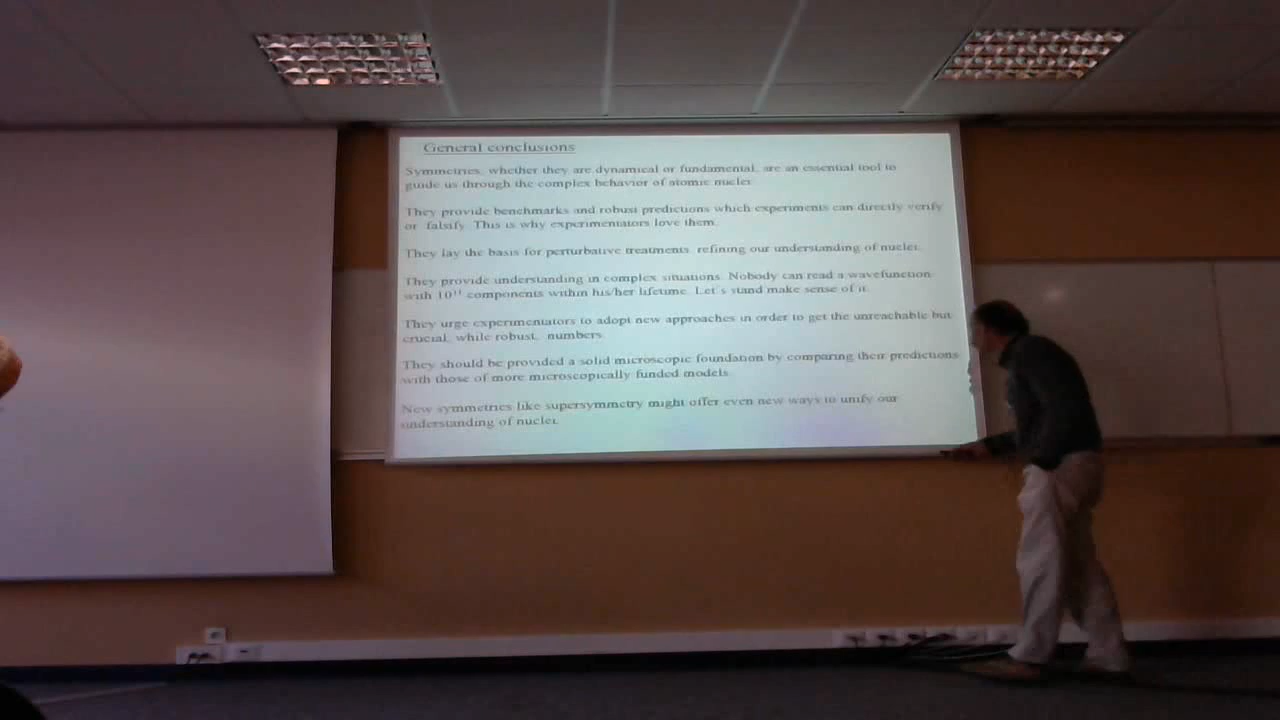 General conclusions
Symmetries, whether they are dynamical or fundamental, are an essential tool to
guide us through the complex behavior of atomic nuclei.
They provide benchmarks and robust predictions which experiments can directly verify
or falsify. This is why experimentators love them.
They lay the basis for perturbative treatments, refining our understanding of nuclei.
They provide understanding in complex situations. Nobody can read a wavefunction
with 10¹¹ components within his/her lifetime. Let's stand make sense of it.
They urge experimentators to adopt new approaches in order to get the unreachable but
crucial, while robust, numbers.
They should be provided a solid microscopic foundation by comparing their predictions
with those of more microscopically funded models.
New symmetries like supersymmetry might offer even new ways to unify our
understanding of nuclei.